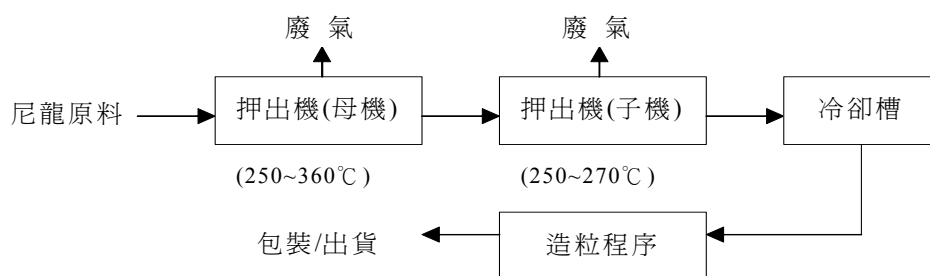 廢 氣
廢 氣
尼龍原料
押出機(母機)
押出機(子機)
冷卻槽
(250~360℃)
(250~270℃)
包裝/出貨
造粒程序